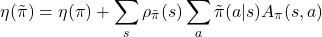 η(π̃) = η(π) + ∑_s ρ_π̃(s) ∑_a π̃(a|s)A_π(s, a)